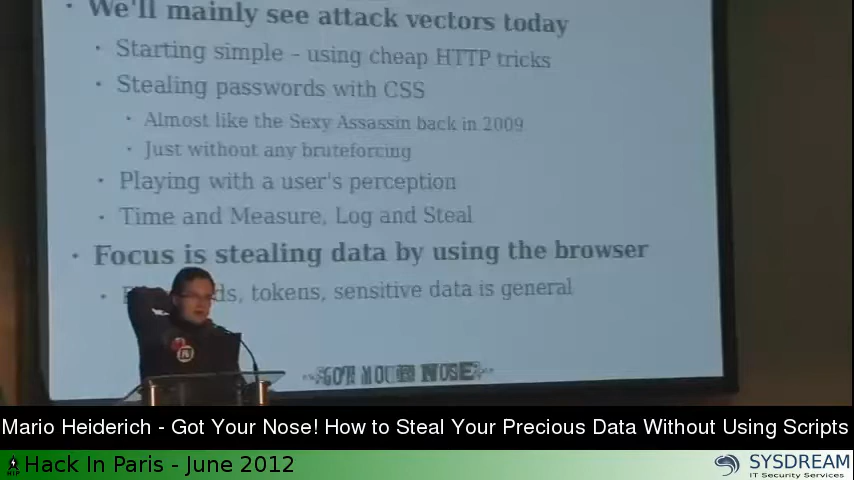 We'll mainly see attack vectors today
Starting simple – using cheap HTTP tricks
Stealing passwords with CSS
Almost like the Sexy Assassin back in 2009
Just without any bruteforcing
Playing with a user's perception
Time and Measure, Log and Steal
Focus is stealing data by using the browser
tokens, sensitive data is general
GOT YOUR NOSE
Mario Heiderich - Got Your Nose! How to Steal Your Precious Data Without Using Scripts
Hack In Paris - June 2012
SYSDREAM
IT Security Services